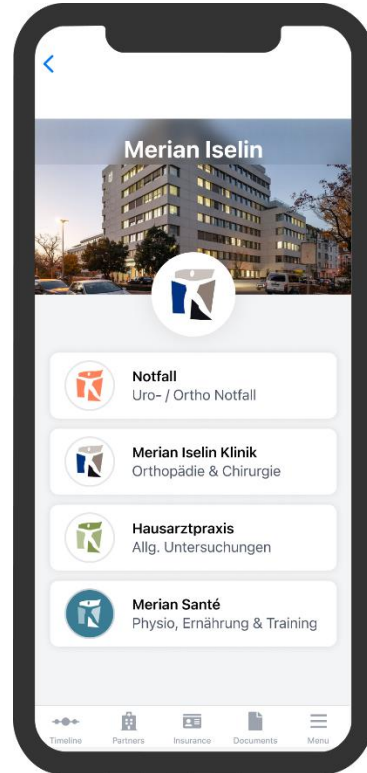 Merian Iselin
Notfall
Uro- / Ortho Notfall
Merian Iselin Klinik
Orthopädie & Chirurgie
Hausarztpraxis
Allg. Untersuchungen
Merian Santé
Physio, Ernährung & Training
Timeline
Partners
Insurance
Documents
Menu